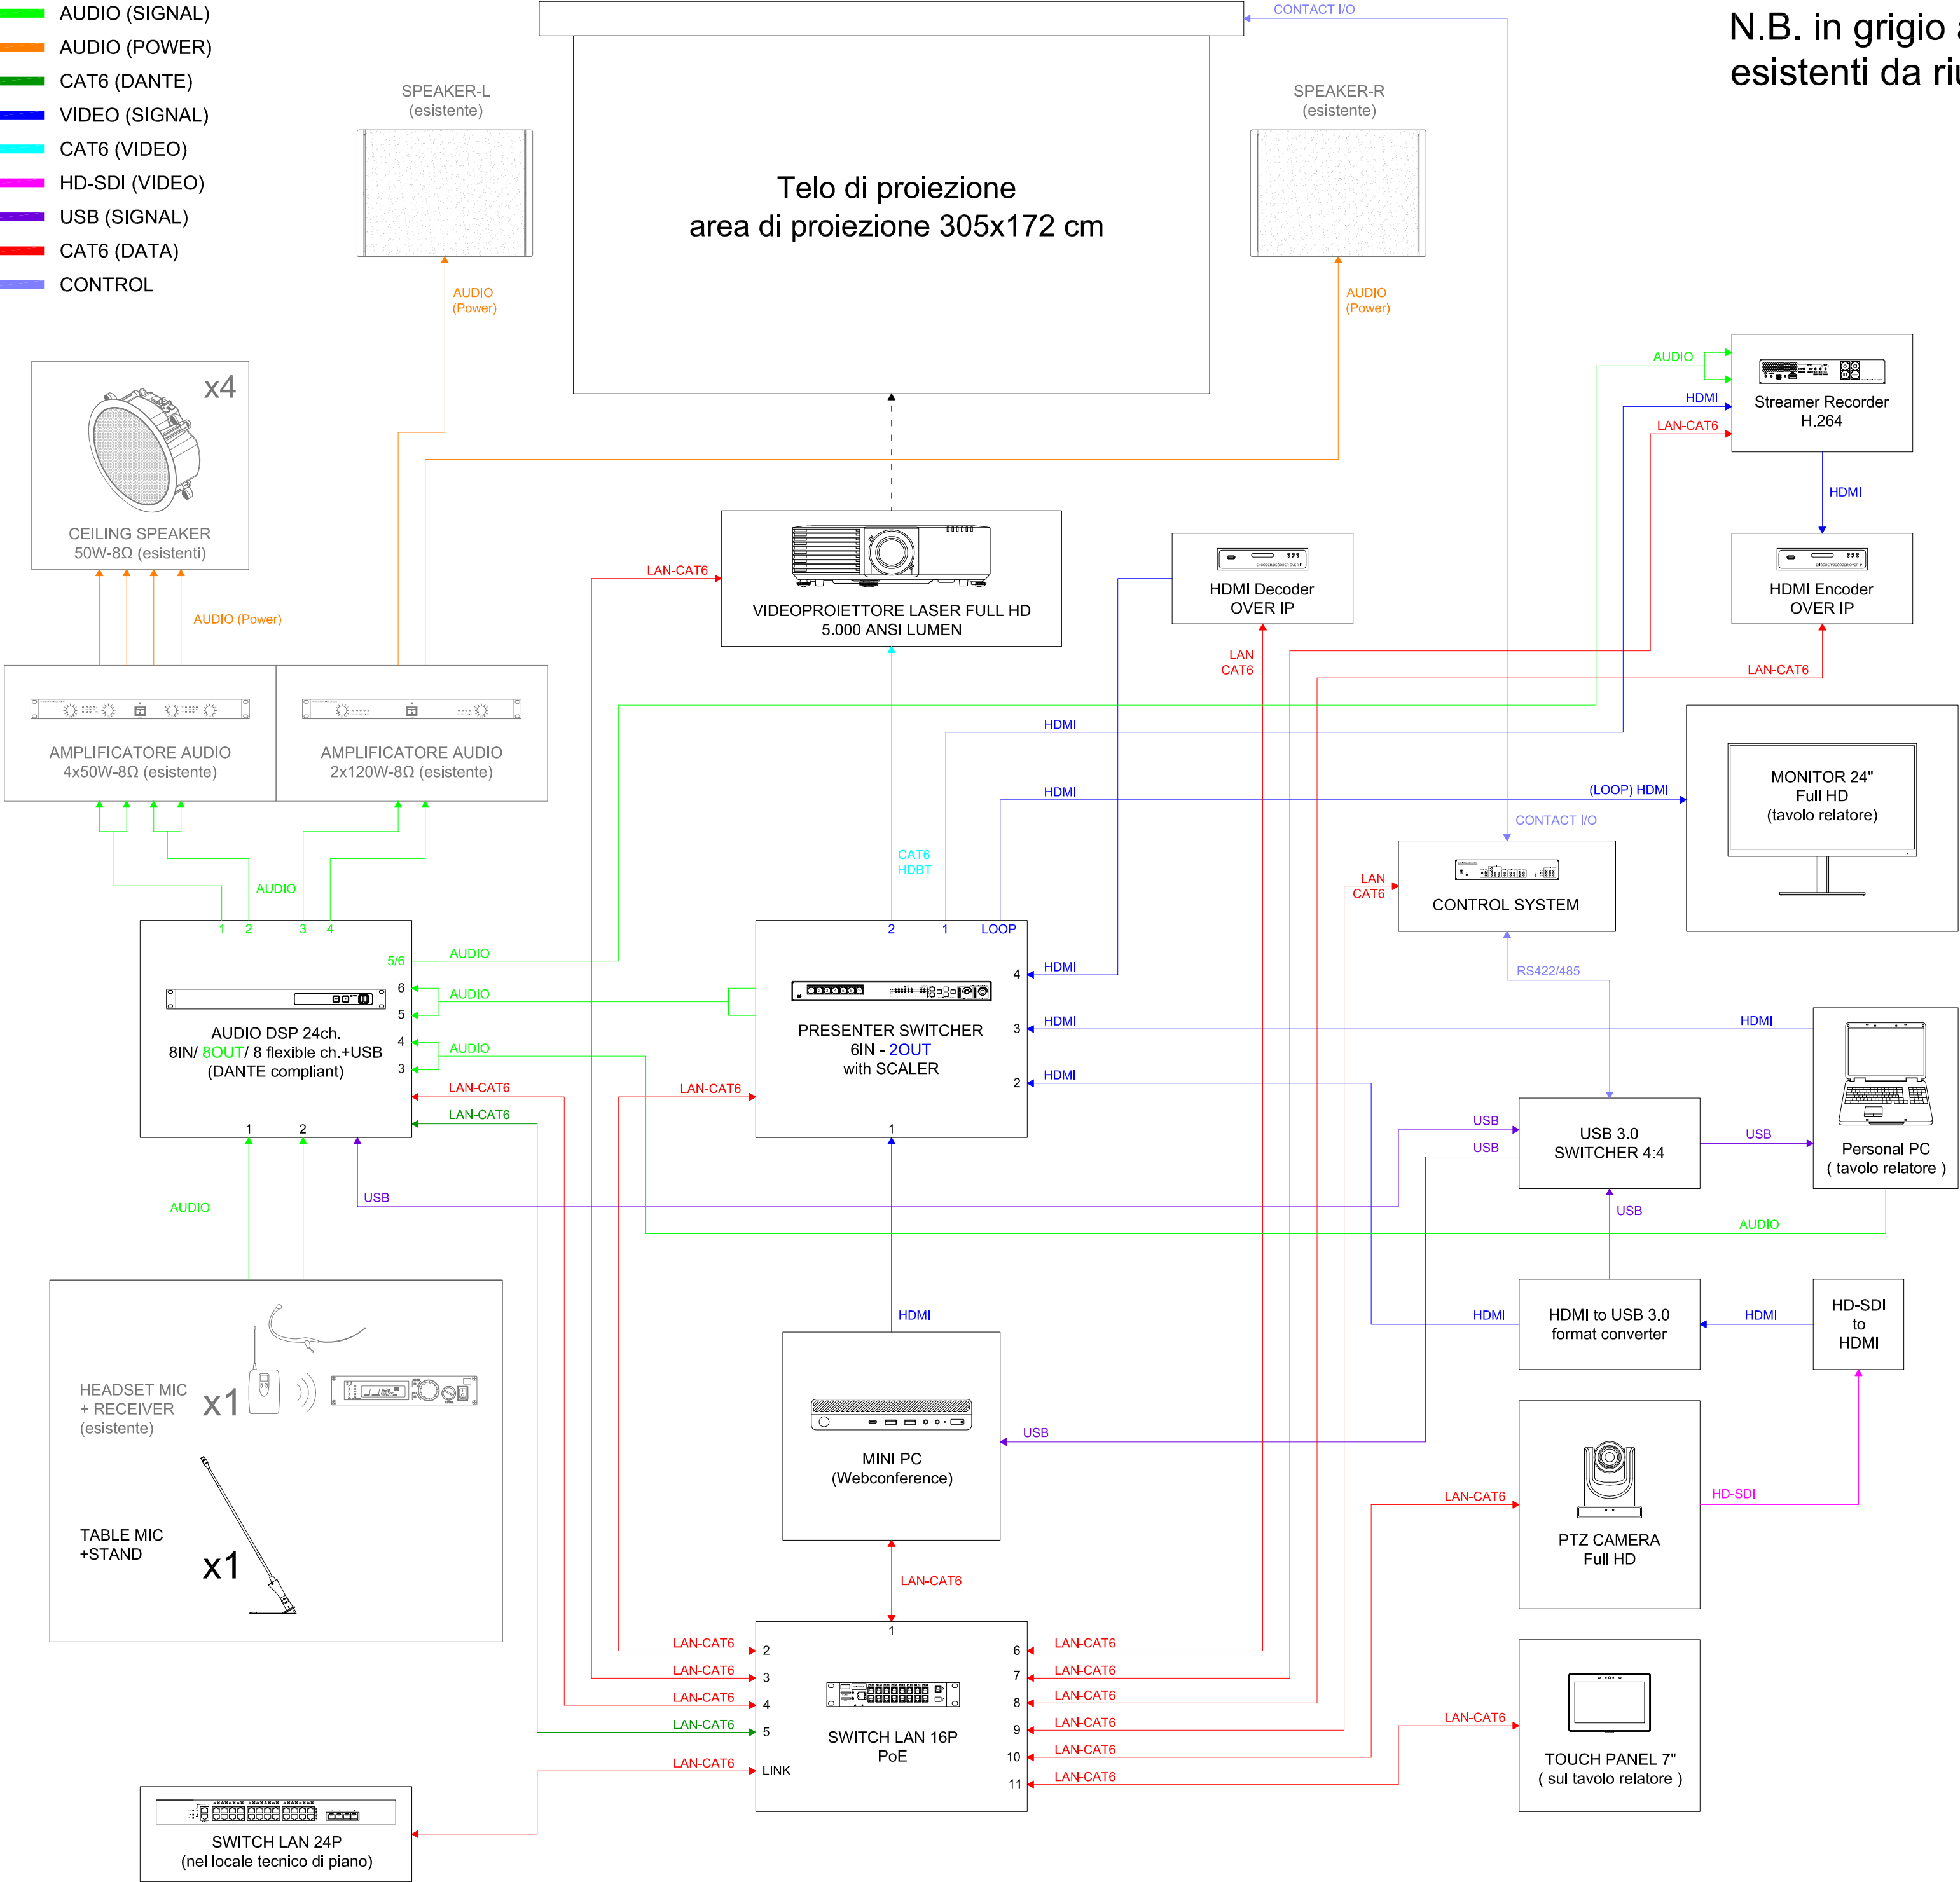 AUDIO (SIGNAL)
AUDIO (POWER)
CAT6 (DANTE)
VIDEO (SIGNAL)
CAT6 (VIDEO)
HD-SDI (VIDEO)
USB (SIGNAL)
CAT6 (DATA)
CONTROL
N.B. in grigio
esistenti da
CONTACT I/O
SPEAKER-L
(esistente)
SPEAKER-R
(esistente)
Telo di proiezione
area di proiezione 305x172 cm
AUDIO
(Power)
AUDIO
(Power)
x4
CEILING SPEAKER
50W-8Ω (esistenti)
AUDIO (Power)
AUDIO
HDMI
LAN-CAT6
Streamer Recorder
H.264
HDMI
LAN-CAT6
VIDEOPROIETTORE LASER FULL HD
5.000 ANSI LUMEN
HDMI Decoder
OVER IP
HDMI Encoder
OVER IP
LAN
CAT6
LAN-CAT6
AMPLIFICATORE AUDIO
4x50W-8Ω (esistente)
AMPLIFICATORE AUDIO
2x120W-8Ω (esistente)
HDMI
HDMI
(LOOP) HDMI
MONITOR 24"
Full HD
(tavolo relatore)
CONTACT I/O
CAT6
HDBT
AUDIO
LAN
CAT6
CONTROL SYSTEM
RS422/485
1 2 3 4
5/6
6
5
4
3
AUDIO
AUDIO
AUDIO
LAN-CAT6
LAN-CAT6
AUDIO DSP 24ch.
8IN/ 8OUT/ 8 flexible ch.+USB
(DANTE compliant)
1 2
2 1 LOOP
4
3
2
1
HDMI
HDMI
HDMI
HDMI
LAN-CAT6
PRESENTER SWITCHER
6IN - 2OUT
with SCALER
USB
USB
USB 3.0
SWITCHER 4:4
USB
Personal PC
( tavolo relatore )
AUDIO
USB
USB
AUDIO
HDMI
HDMI
HDMI to USB 3.0
format converter
HDMI
HD-SDI
to
HDMI
HEADSET MIC
+ RECEIVER
(esistente)
x1
TABLE MIC
+STAND
x1
MINI PC
(Webconference)
USB
LAN-CAT6
LAN-CAT6
PTZ CAMERA
Full HD
HD-SDI
1
LAN-CAT6 2
LAN-CAT6 3
LAN-CAT6 4
LAN-CAT6 5
LAN-CAT6 LINK
6 LAN-CAT6
7 LAN-CAT6
8 LAN-CAT6
9 LAN-CAT6
10 LAN-CAT6
11 LAN-CAT6
SWITCH LAN 16P
PoE
LAN-CAT6
TOUCH PANEL 7"
( sul tavolo relatore )
SWITCH LAN 24P
(nel locale tecnico di piano)